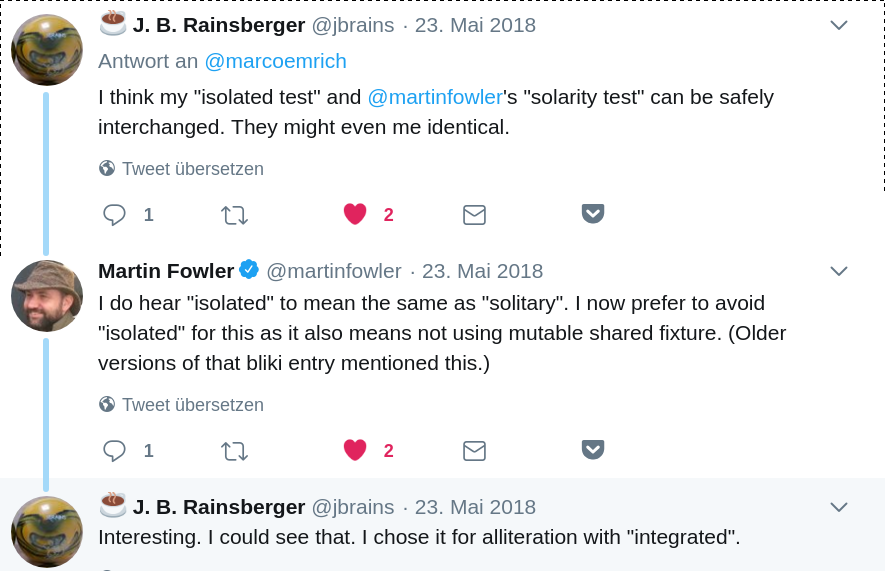 J. B. Rainsberger @jbrains · 23. Mai 2018
Antwort an @marcoemrich
I think my "isolated test" and @martinfowler's "solarity test" can be safely
interchanged. They might even me identical.
Tweet übersetzen
1 2
Martin Fowler @martinfowler · 23. Mai 2018
I do hear "isolated" to mean the same as "solitary". I now prefer to avoid
"isolated" for this as it also means not using mutable shared fixture. (Older
versions of that bliki entry mentioned this.)
Tweet übersetzen
1 2
J. B. Rainsberger @jbrains · 23. Mai 2018
Interesting. I could see that. I chose it for alliteration with "integrated".